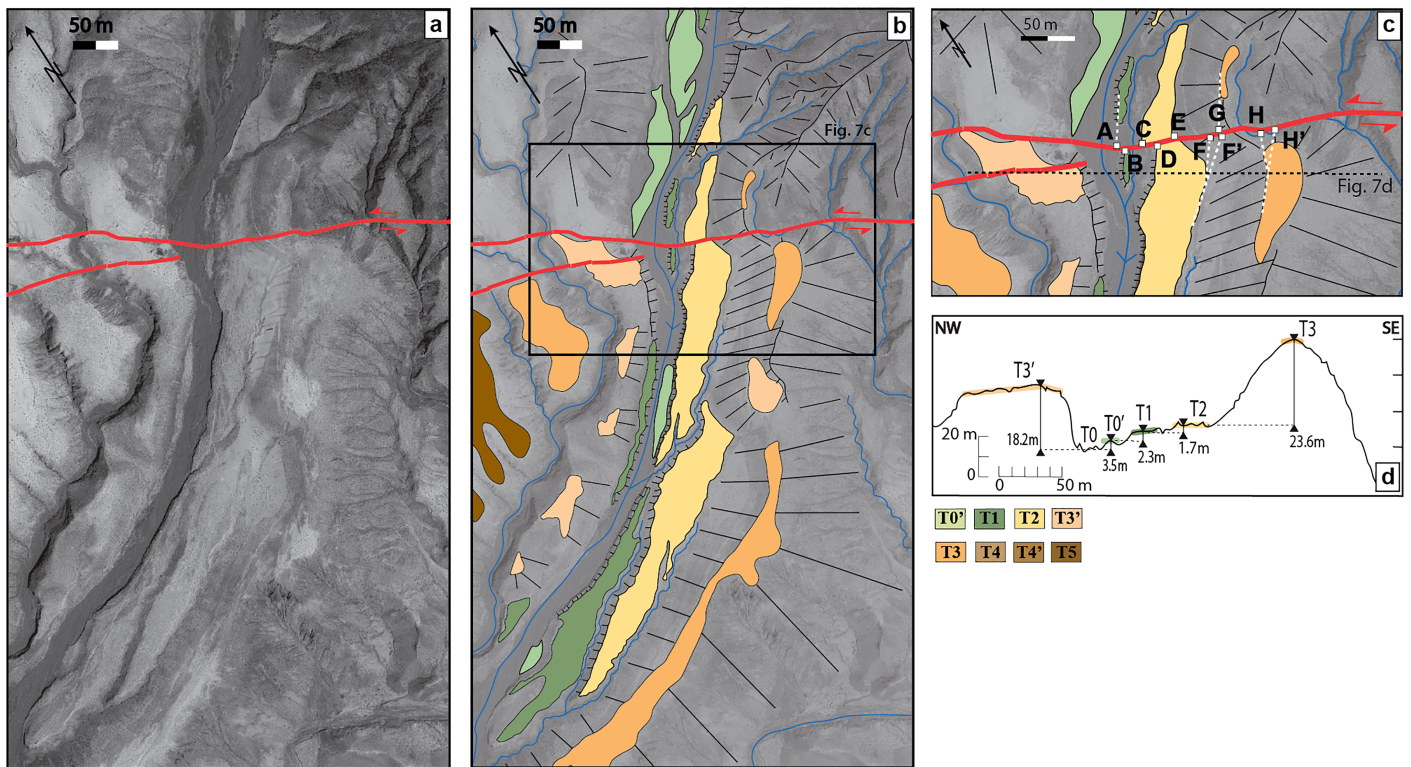 50 m
a
N
50 m
b
N
Fig. 7c
50 m
c
N
A
B
C
D
E
F
F'
G
H
H'
Fig. 7d
NW
SE
T3'
T3
T0
T0'
T1
T2
18.2m
3.5m
2.3m
1.7m
23.6m
20 m
0
0
50 m
d
T0’ T1 T2 T3’
T3 T4 T4’ T5